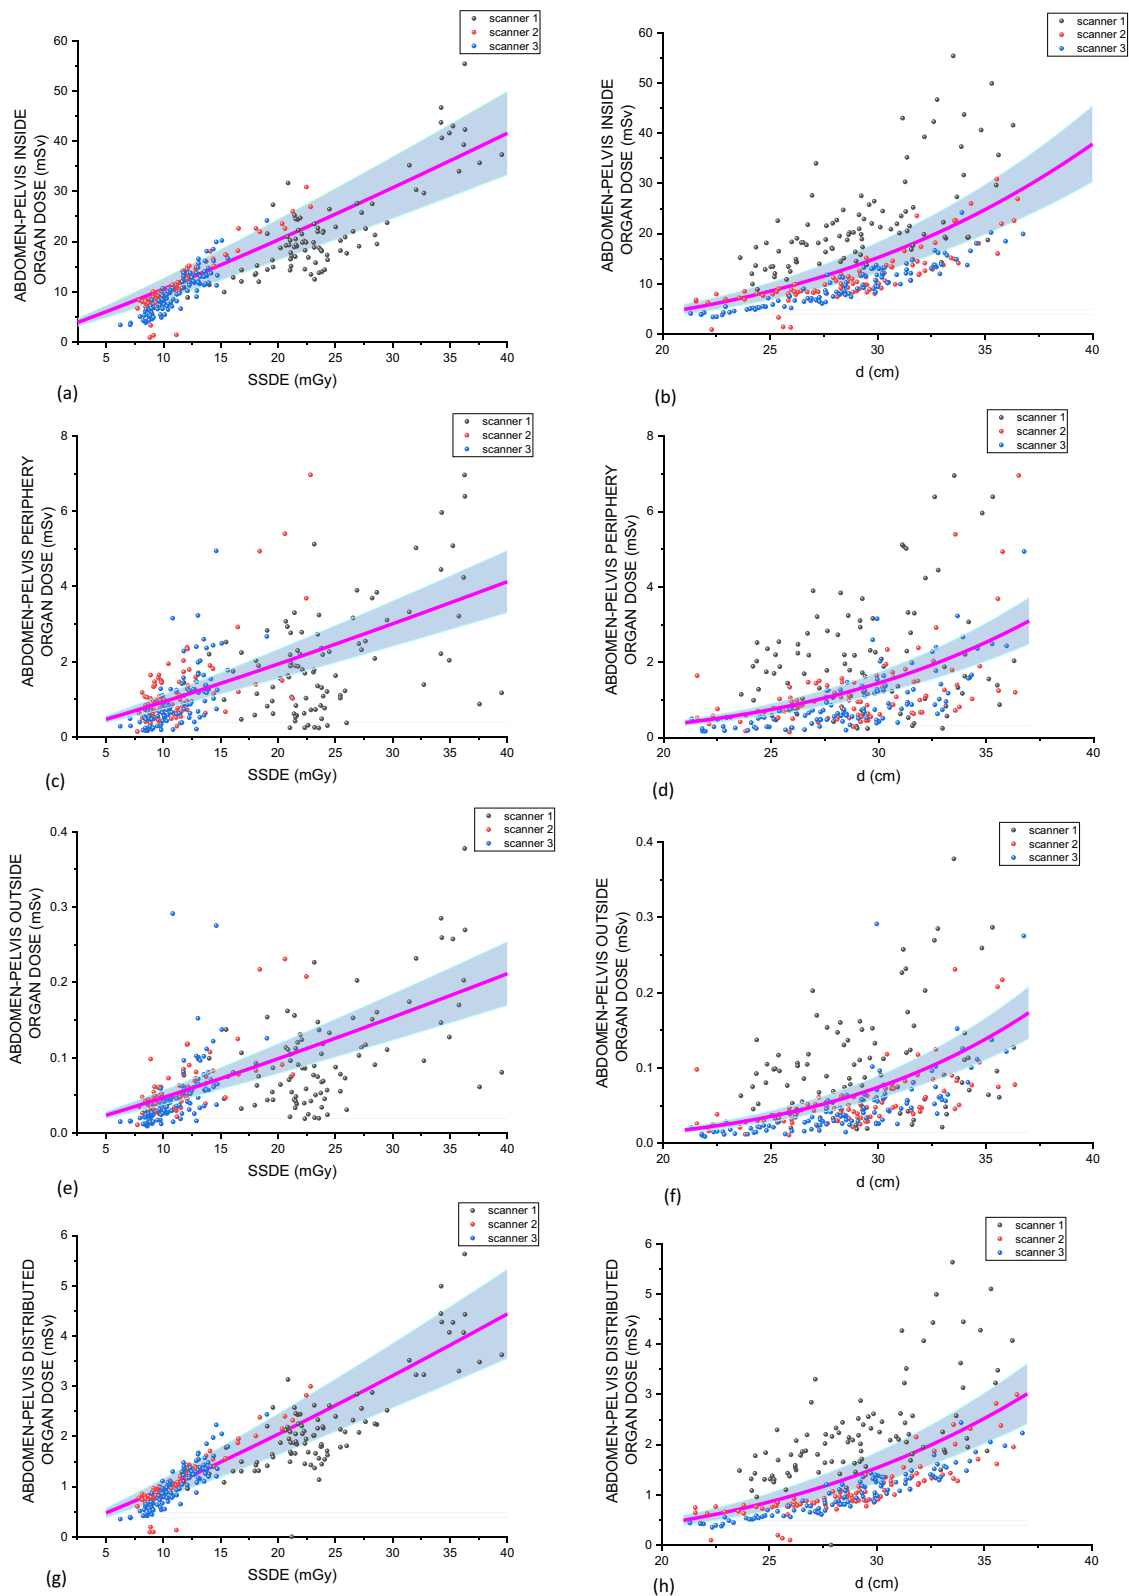 scanner 1
scanner 2
scanner 3
60
50
40
30
20
10
0
5
10
15
20
25
30
35
40
ABDOMEN-PELVIS INSIDE
ORGAN DOSE (mSv)
SSDE (mGy)
(a)
scanner 1
scanner 2
scanner 3
60
50
40
30
20
10
0
20
25
30
35
40
ABDOMEN-PELVIS INSIDE
ORGAN DOSE (mSv)
d (cm)
(b)
scanner 1
scanner 2
scanner 3
8
6
4
2
0
5
10
15
20
25
30
35
40
ABDOMEN-PELVIS PERIPHERY
ORGAN DOSE (mSv)
SSDE (mGy)
(c)
scanner 1
scanner 2
scanner 3
8
6
4
2
0
20
25
30
35
40
ABDOMEN-PELVIS PERIPHERY
ORGAN DOSE (mSv)
d (cm)
(d)
scanner 1
scanner 2
scanner 3
0.4
0.3
0.2
0.1
0.0
5
10
15
20
25
30
35
40
ABDOMEN-PELVIS OUTSIDE
ORGAN DOSE (mSv)
SSDE (mGy)
(e)
scanner 1
scanner 2
scanner 3
0.4
0.3
0.2
0.1
0.0
20
25
30
35
40
ABDOMEN-PELVIS OUTSIDE
ORGAN DOSE (mSv)
d (cm)
(f)
scanner 1
scanner 2
scanner 3
6
5
4
3
2
1
0
5
10
15
20
25
30
35
40
ABDOMEN-PELVIS DISTRIBUTED
ORGAN DOSE (mSv)
SSDE (mGy)
(g)
scanner 1
scanner 2
scanner 3
6
5
4
3
2
1
0
20
25
30
35
40
ABDOMEN-PELVIS DISTRIBUTED
ORGAN DOSE (mSv)
d (cm)
(h)